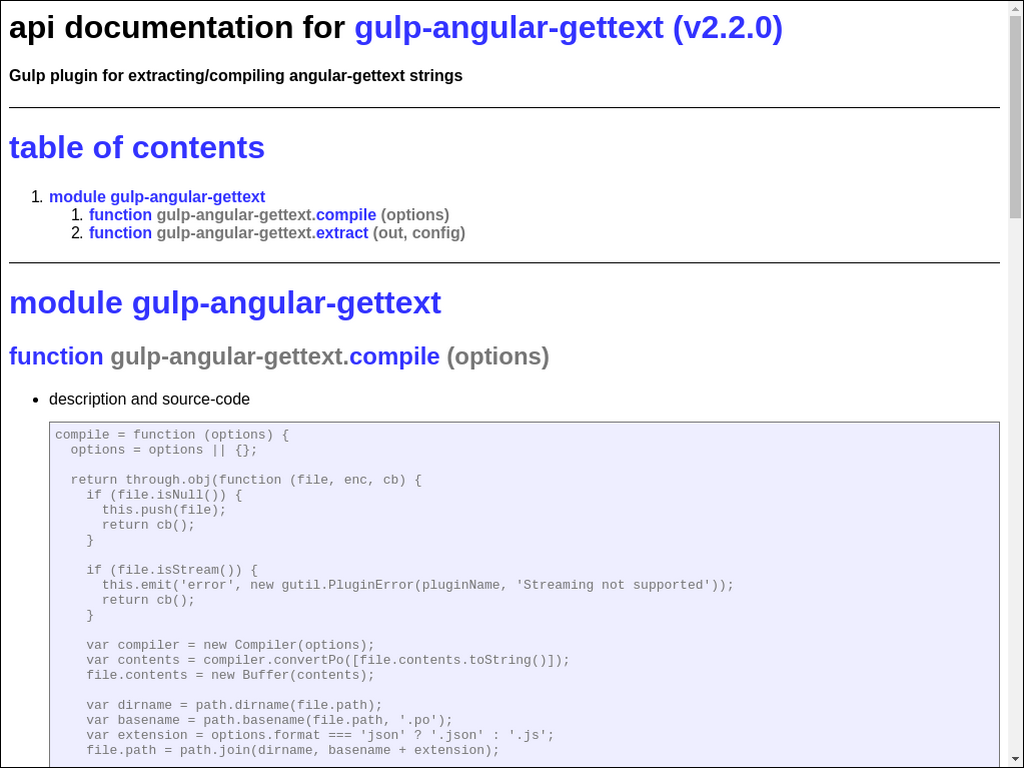 api documentation for gulp-angular-gettext (v2.2.0)
Gulp plugin for extracting/compiling angular-gettext strings
table of contents
1. module gulp-angular-gettext
1. function gulp-angular-gettext.compile (options)
2. function gulp-angular-gettext.extract (out, config)
module gulp-angular-gettext
function gulp-angular-gettext.compile (options)
• description and source-code
compile = function (options) {
  options = options || {};
  return through.obj(function (file, enc, cb) {
    if (file.isNull()) {
      this.push(file);
      return cb();
    }
    if (file.isStream()) {
      this.emit('error', new gutil.PluginError(pluginName, 'Streaming not supported'));
      return cb();
    }
    var compiler = new Compiler(options);
    var contents = compiler.convertPo([file.contents.toString()]);
    file.contents = new Buffer(contents);
    var dirname = path.dirname(file.path);
    var basename = path.basename(file.path, '.po');
    var extension = options.format === 'json' ? '.json' : '.js';
    file.path = path.join(dirname, basename + extension);